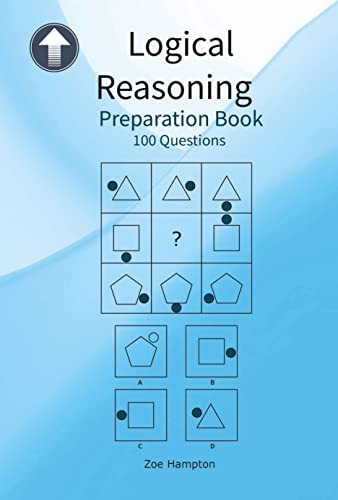 Logical
Reasoning
Preparation Book
100 Questions
?
A
B
C
D
Zoe Hampton